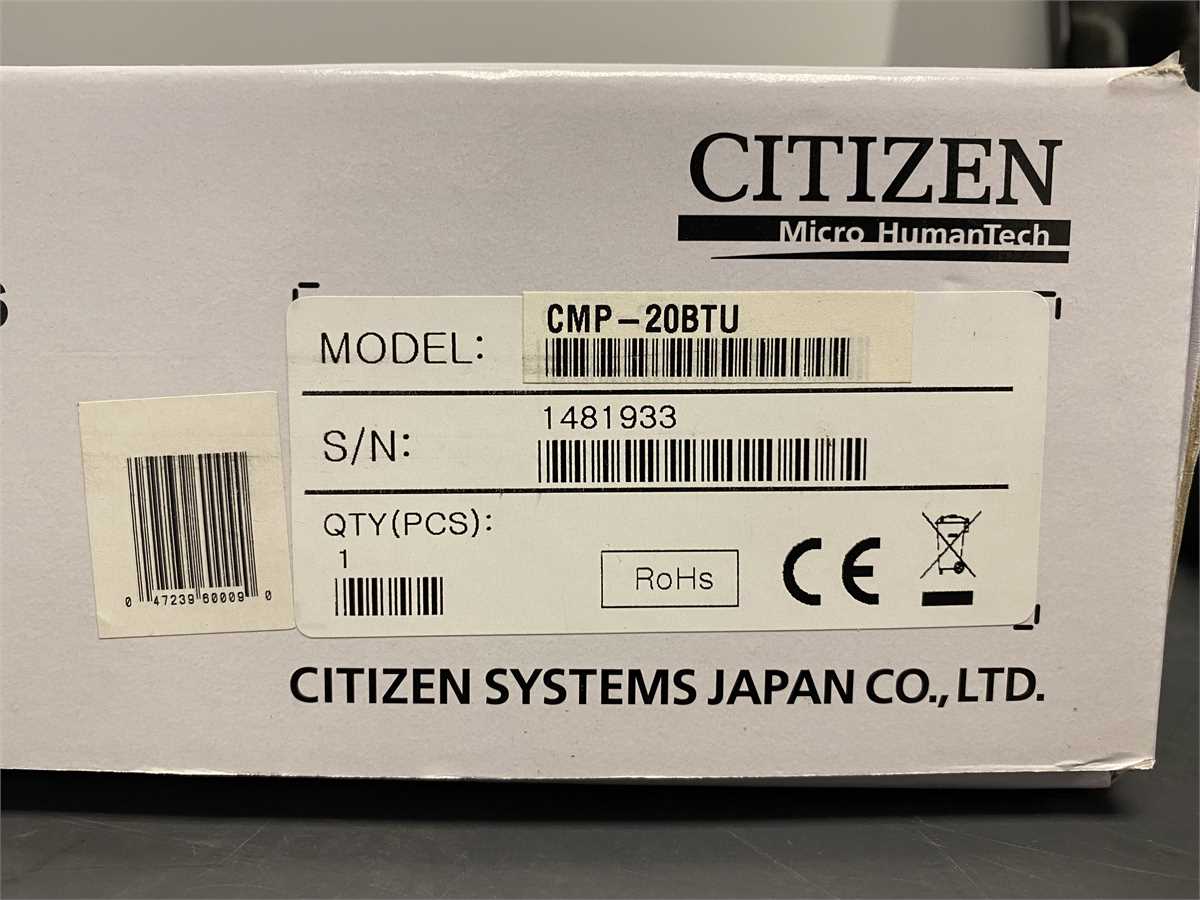 CITIZEN
Micro HumanTech
MODEL: CMP-20BTU
S/N: 1481933
QTY(PCS):
1
RoHs
CE
0 47239 60009 0
CITIZEN SYSTEMS JAPAN CO., LTD.